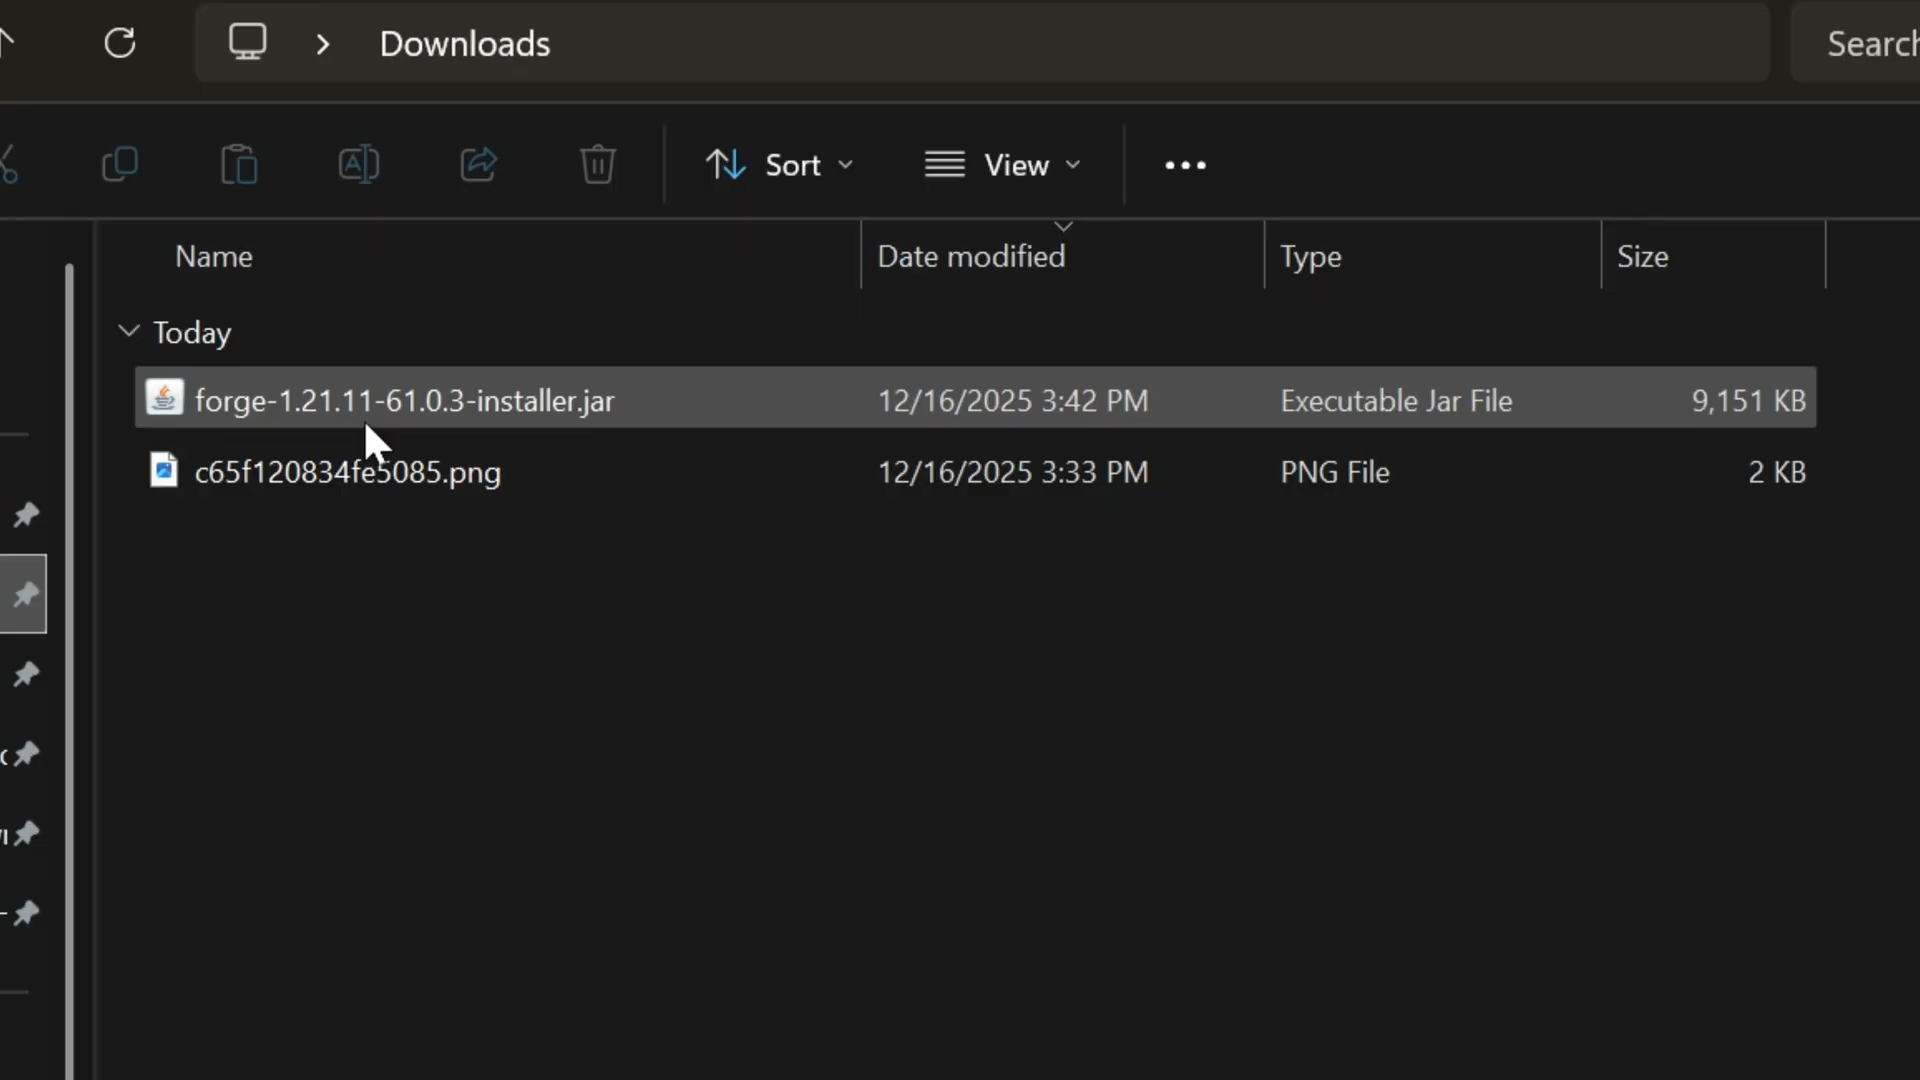 Downloads
Search
Sort
View
Name
Date modified
Type
Size
Today
forge-1.21.11-61.0.3-installer.jar
12/16/2025 3:42 PM
Executable Jar File
9,151 KB
c65f120834fe5085.png
12/16/2025 3:33 PM
PNG File
2 KB